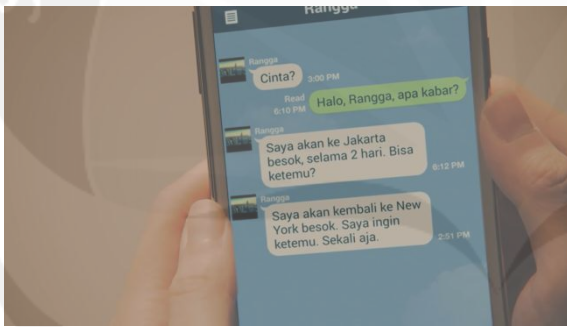 Rangga
Rangga
Cinta?
3:00 PM
Read
6:10 PM
Halo, Rangga, apa kabar?
Rangga
Saya akan ke Jakarta
besok, selama 2 hari. Bisa
ketemu?
6:12 PM
Rangga
Saya akan kembali ke New
York besok. Saya ingin
ketemu. Sekali aja.
2:51 PM